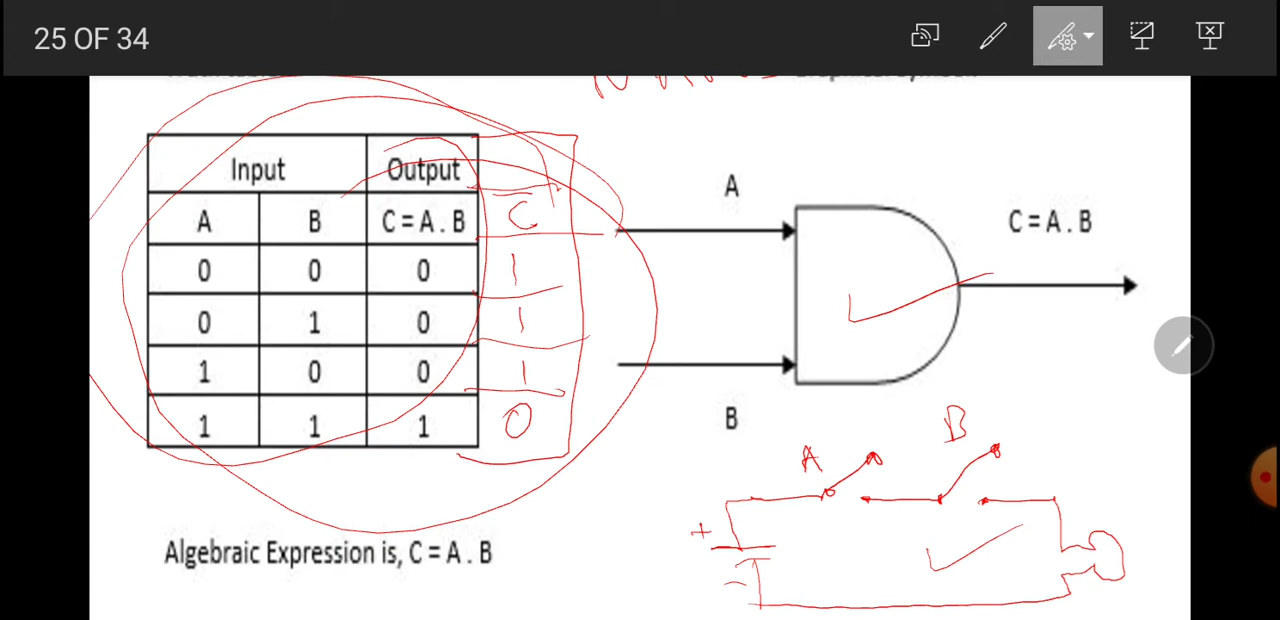 25 OF 34
NAND
Input Output
A B C = A . B C̅
0 0 0 1
0 1 0 1
1 0 0 1
1 1 1 0
A
C = A . B
B
A B
+
−
Algebraic Expression is, C = A . B